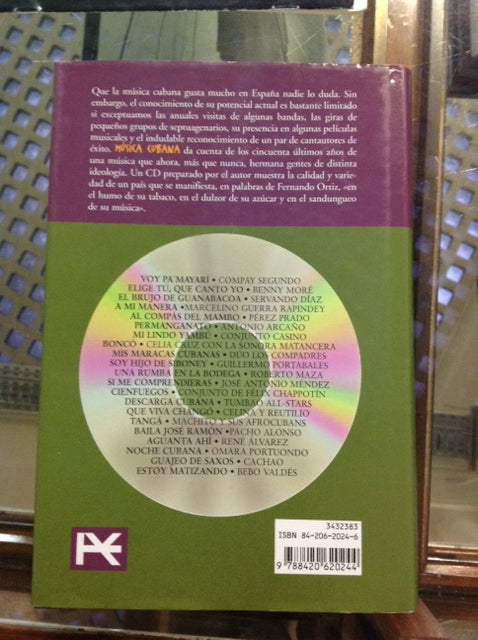 Que la música cubana gusta mucho en España nadie lo duda. Sin
embargo, el conocimiento de su potencial actual es bastante limitado
si exceptuamos las anuales visitas de algunas bandas, las giras de
pequeños grupos de septuagenarios, su presencia en algunas películas
musicales y el indudable reconocimiento de un par de cantautores de
éxito. MÚSICA CUBANA da cuenta de los cincuenta últimos años de
una música que ahora, más que nunca, hermana gentes de distinta
ideología. Un CD preparado por el autor muestra la calidad y varie-
dad de un país que se manifiesta, en palabras de Fernando Ortiz, «en
el humo de su tabaco, en el dulzor de su azúcar y en el sandungueo
de su música».
VOY PA MAYARÍ • COMPAY SEGUNDO
ELIGE TÚ, QUE CANTO YO • BENNY MORÉ
EL BRUJO DE GUANABACOA • SERVANDO DÍAZ
A MI MANERA • MARCELINO GUERRA RAPINDEY
AL COMPÁS DEL MAMBO • PÉREZ PRADO
PERMANGANATO • ANTONIO ARCAÑO
MI LINDO YAMBÚ • CONJUNTO CASINO
BONCÓ • CELIA CRUZ CON LA SONORA MATANCERA
MIS MARACAS CUBANAS • DÚO LOS COMPADRES
SOY HIJO DE SIBONEY • GUILLERMO PORTABALES
UNA RUMBA EN LA BODEGA • ROBERTO MAZA
SI ME COMPRENDIERAS • JOSÉ ANTONIO MÉNDEZ
CIENFUEGOS • CONJUNTO DE FÉLIX CHAPPOTÍN
DESCARGA CUBANA • TUMBAO ALL-STARS
QUE VIVA CHANGÓ • CELINA Y REUTILIO
TANGA • MACHITO Y SUS AFROCUBANS
BAILA JOSÉ RAMÓN • PACHO ALONSO
AGUANTA AHÍ • RENÉ ÁLVAREZ
NOCHE CUBANA • OMARA PORTUONDO
GUAJEO DE SAXOS • CACHAO
ESTOY MATIZANDO • BEBO VALDÉS
3432383
ISBN 84-206-2024-6
9 788420 620244